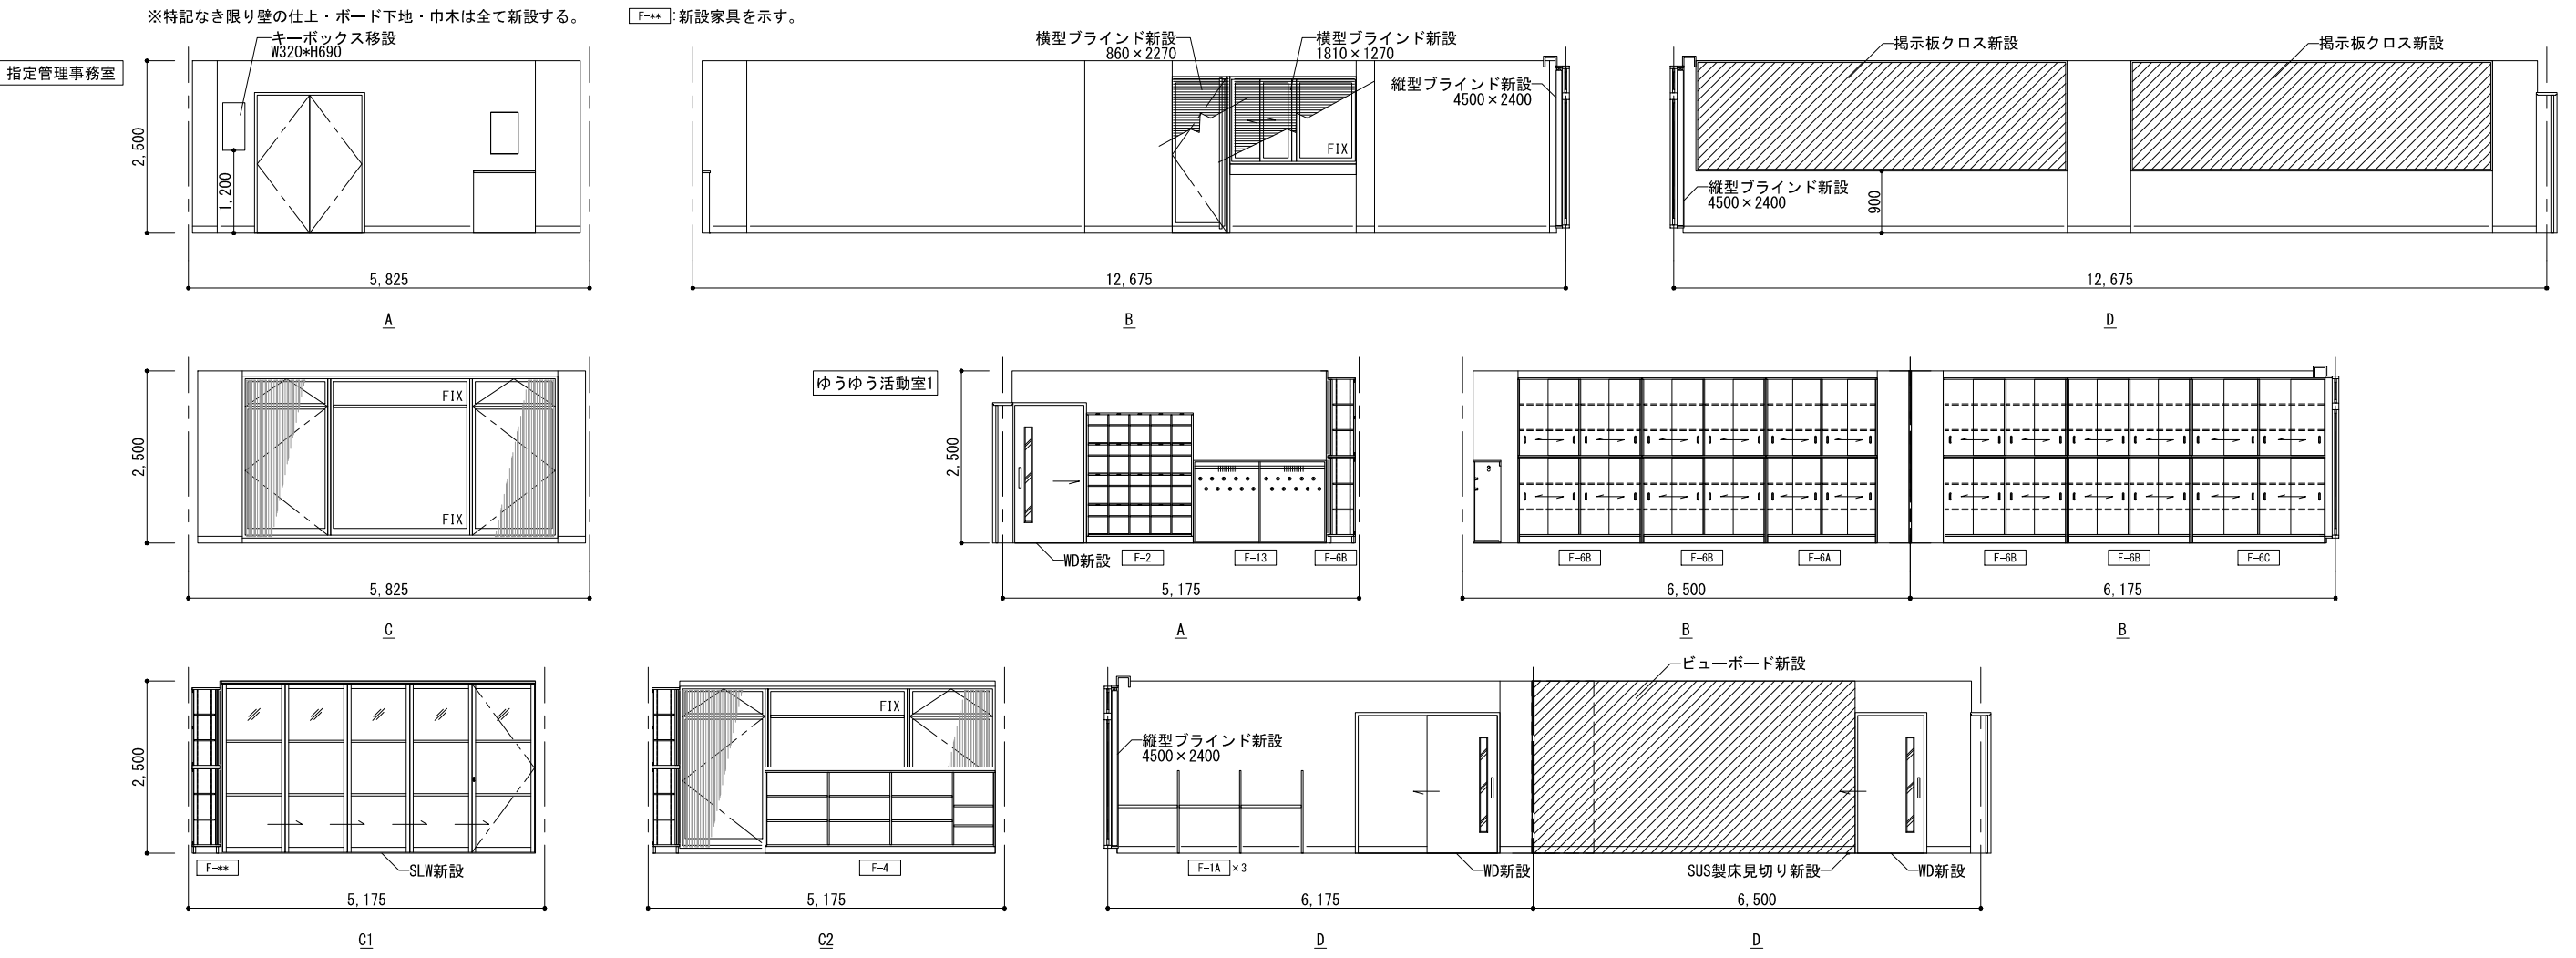 ※特記なき限り壁の仕上・ボード下地・巾木は全て新設する。
F-** :新設家具を示す。
指定管理事務室
キーボックス移設
W320*H690
2,500
1,200
5,825
A
横型ブラインド新設
860×2270
横型ブラインド新設
1810×1270
縦型ブラインド新設
4500×2400
FIX
12,675
B
掲示板クロス新設
掲示板クロス新設
縦型ブラインド新設
4500×2400
900
12,675
D
2,500
FIX
FIX
5,825
C
ゆうゆう活動室1
2,500
WD新設
F-2
F-13
F-6B
5,175
A
F-6B
F-6B
F-6A
F-6B
F-6B
F-6C
6,500
6,175
B
B
2,500
F-**
SLW新設
5,175
C1
FIX
F-4
5,175
C2
ビューボード新設
縦型ブラインド新設
4500×2400
F-1A ×3
WD新設
SUS製床見切り新設
WD新設
6,175
6,500
D
D